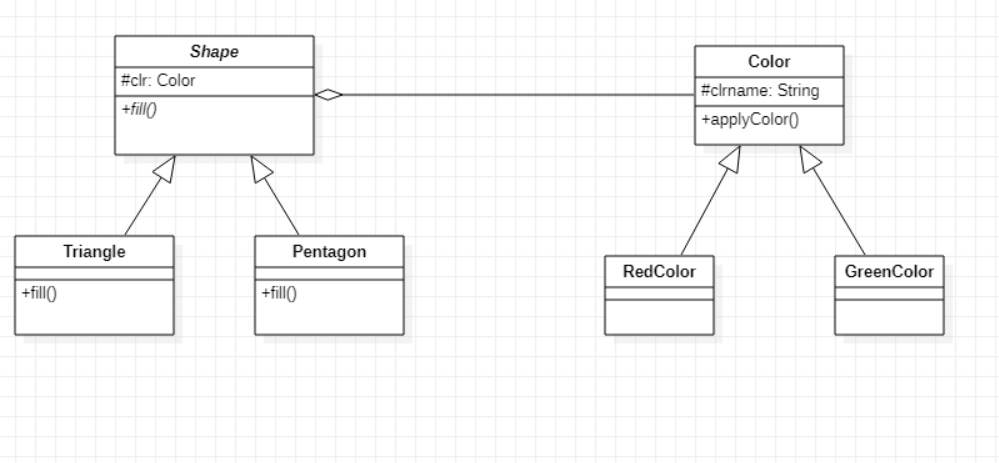 Shape
#clr: Color
+fill()
Color
#clrname: String
+applyColor()
Triangle
+fill()
Pentagon
+fill()
RedColor
GreenColor